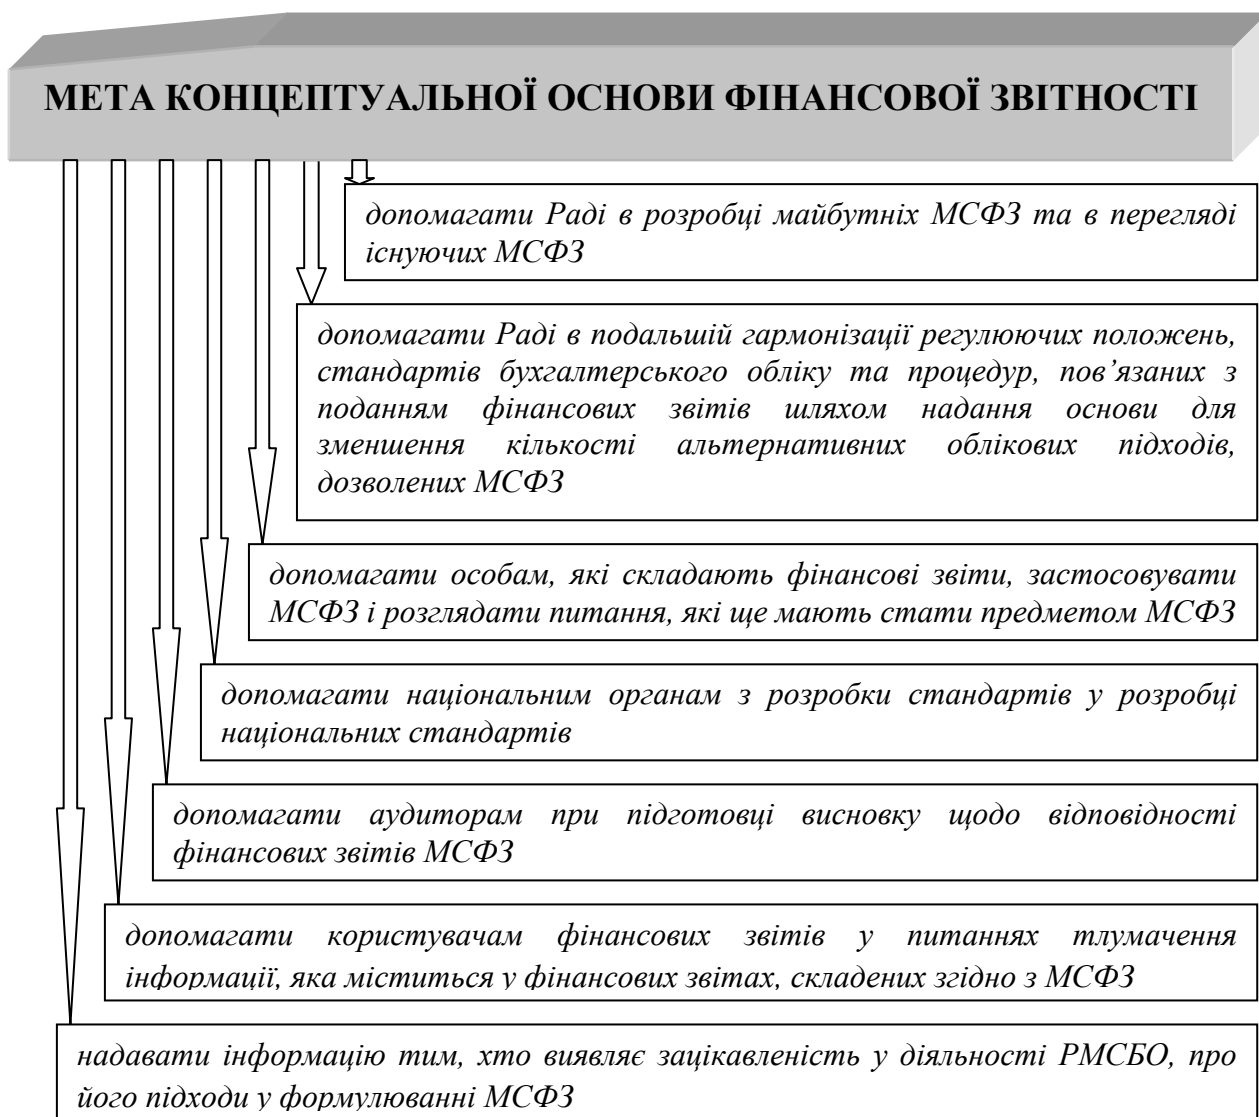 МЕТА КОНЦЕПТУАЛЬНОЇ ОСНОВИ ФІНАНСОВОЇ ЗВІТНОСТІ
допомагати Раді в розробці майбутніх МСФЗ та в перегляді
існуючих МСФЗ
допомагати Раді в подальшій гармонізації регулюючих положень,
стандартів бухгалтерського обліку та процедур, пов’язаних з
поданням фінансових звітів шляхом надання основи для
зменшення кількості альтернативних облікових підходів,
дозволених МСФЗ
допомагати особам, які складають фінансові звіти, застосовувати
МСФЗ і розглядати питання, які ще мають стати предметом МСФЗ
допомагати національним органам з розробки стандартів у розробці
національних стандартів
допомагати аудиторам при підготовці висновку щодо відповідності
фінансових звітів МСФЗ
допомагати користувачам фінансових звітів у питаннях тлумачення
інформації, яка міститься у фінансових звітах, складених згідно з МСФЗ
надавати інформацію тим, хто виявляє зацікавленість у діяльності РМСБО, про
його підходи у формулюванні МСФЗ